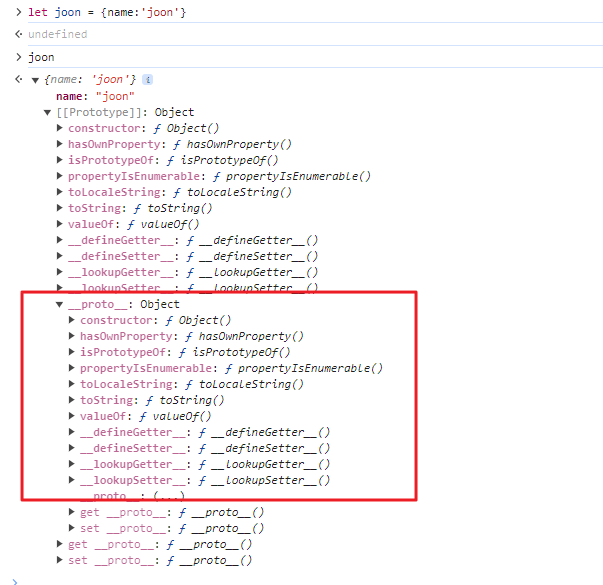 > let joon = {name:'joon'}
<· undefined
> joon
<· ▼ {name: 'joon'} i
name: "joon"
▼ [[Prototype]]: Object
▶ constructor: ƒ Object()
▶ hasOwnProperty: ƒ hasOwnProperty()
▶ isPrototypeOf: ƒ isPrototypeOf()
▶ propertyIsEnumerable: ƒ propertyIsEnumerable()
▶ toLocaleString: ƒ toLocaleString()
▶ toString: ƒ toString()
▶ valueOf: ƒ valueOf()
▶ __defineGetter__: ƒ __defineGetter__()
▶ __defineSetter__: ƒ __defineSetter__()
▶ __lookupGetter__: ƒ __lookupGetter__()
▶ __lookupSetter__: ƒ __lookupSetter__()
▼ __proto__: Object
▶ constructor: ƒ Object()
▶ hasOwnProperty: ƒ hasOwnProperty()
▶ isPrototypeOf: ƒ isPrototypeOf()
▶ propertyIsEnumerable: ƒ propertyIsEnumerable()
▶ toLocaleString: ƒ toLocaleString()
▶ toString: ƒ toString()
▶ valueOf: ƒ valueOf()
▶ __defineGetter__: ƒ __defineGetter__()
▶ __defineSetter__: ƒ __defineSetter__()
▶ __lookupGetter__: ƒ __lookupGetter__()
▶ __lookupSetter__: ƒ __lookupSetter__()
__proto__: (...)
▶ get __proto__: ƒ __proto__()
▶ set __proto__: ƒ __proto__()
▶ get __proto__: ƒ __proto__()
▶ set __proto__: ƒ __proto__()
>